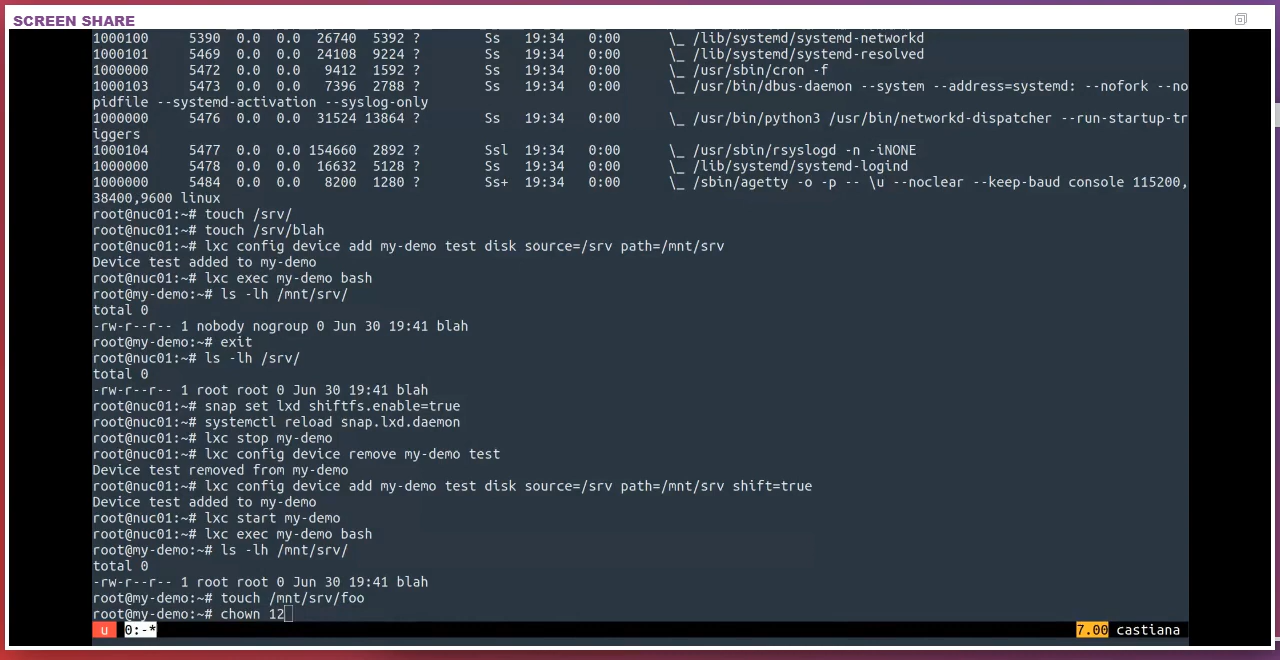 SCREEN SHARE
1000100 5390 0.0 0.0 26740 5392 ? Ss 19:34 0:00 \_ /lib/systemd/systemd-networkd
1000101 5469 0.0 0.0 24108 9224 ? Ss 19:34 0:00 \_ /lib/systemd/systemd-resolved
1000000 5472 0.0 0.0 9412 1592 ? Ss 19:34 0:00 \_ /usr/sbin/cron -f
1000103 5473 0.0 0.0 7396 2788 ? Ss 19:34 0:00 \_ /usr/bin/dbus-daemon --system --address=systemd: --nofork --no
pidfile --systemd-activation --syslog-only
1000000 5476 0.0 0.0 31524 13864 ? Ss 19:34 0:00 \_ /usr/bin/python3 /usr/bin/networkd-dispatcher --run-startup-tr
iggers
1000104 5477 0.0 0.0 154660 2892 ? Ssl 19:34 0:00 \_ /usr/sbin/rsyslogd -n -iNONE
1000000 5478 0.0 0.0 16632 5128 ? Ss 19:34 0:00 \_ /lib/systemd/systemd-logind
1000000 5484 0.0 0.0 8200 1280 ? Ss+ 19:34 0:00 \_ /sbin/agetty -o -p -- \u --noclear --keep-baud console 115200,
38400,9600 linux
root@nuc01:~# touch /srv/
root@nuc01:~# touch /srv/blah
root@nuc01:~# lxc config device add my-demo test disk source=/srv path=/mnt/srv
Device test added to my-demo
root@nuc01:~# lxc exec my-demo bash
root@my-demo:~# ls -lh /mnt/srv/
total 0
-rw-r--r-- 1 nobody nogroup 0 Jun 30 19:41 blah
root@my-demo:~# exit
root@nuc01:~# ls -lh /srv/
total 0
-rw-r--r-- 1 root root 0 Jun 30 19:41 blah
root@nuc01:~# snap set lxd shiftfs.enable=true
root@nuc01:~# systemctl reload snap.lxd.daemon
root@nuc01:~# lxc stop my-demo
root@nuc01:~# lxc config device remove my-demo test
Device test removed from my-demo
root@nuc01:~# lxc config device add my-demo test disk source=/srv path=/mnt/srv shift=true
Device test added to my-demo
root@nuc01:~# lxc start my-demo
root@nuc01:~# lxc exec my-demo bash
root@my-demo:~# ls -lh /mnt/srv/
total 0
-rw-r--r-- 1 root root 0 Jun 30 19:41 blah
root@my-demo:~# touch /mnt/srv/foo
root@my-demo:~# chown 12
u 0:-* 7.00 castiana